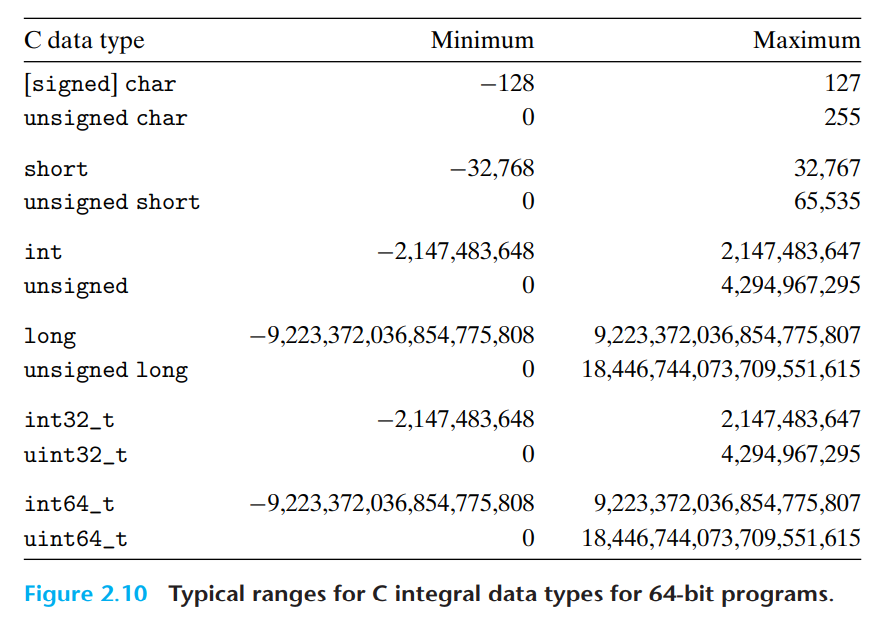 C data type Minimum Maximum
[signed] char −128 127
unsigned char 0 255
short −32,768 32,767
unsigned short 0 65,535
int −2,147,483,648 2,147,483,647
unsigned 0 4,294,967,295
long −9,223,372,036,854,775,808 9,223,372,036,854,775,807
unsigned long 0 18,446,744,073,709,551,615
int32_t −2,147,483,648 2,147,483,647
uint32_t 0 4,294,967,295
int64_t −9,223,372,036,854,775,808 9,223,372,036,854,775,807
uint64_t 0 18,446,744,073,709,551,615
Figure 2.10 Typical ranges for C integral data types for 64-bit programs.